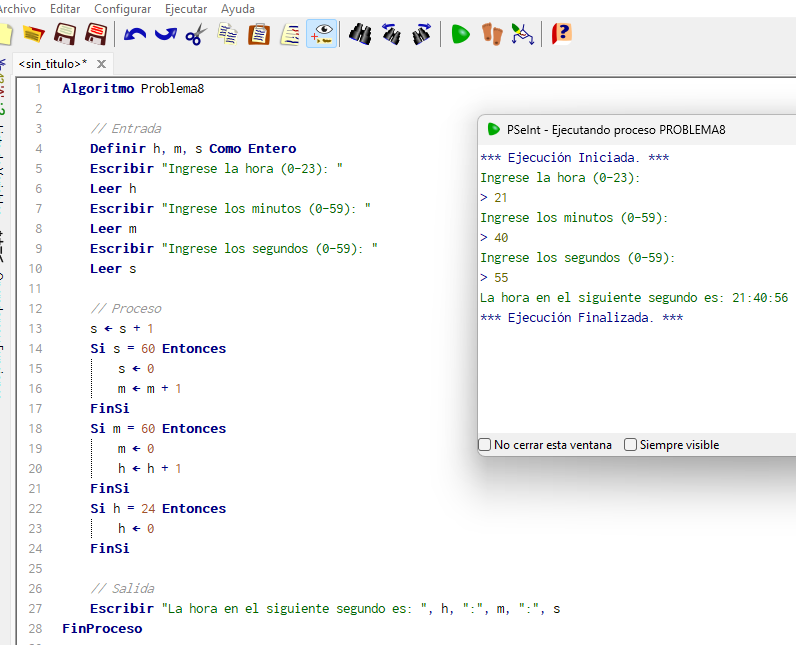 Archivo Editar Configurar Ejecutar Ayuda
<sin_titulo>* X
1 Algoritmo Problema8
2
3 // Entrada
4 Definir h, m, s Como Entero
5 Escribir "Ingrese la hora (0-23): "
6 Leer h
7 Escribir "Ingrese los minutos (0-59): "
8 Leer m
9 Escribir "Ingrese los segundos (0-59): "
10 Leer s
11
12 // Proceso
13 s ← s + 1
14 Si s = 60 Entonces
15 s ← 0
16 m ← m + 1
17 FinSi
18 Si m = 60 Entonces
19 m ← 0
20 h ← h + 1
21 FinSi
22 Si h = 24 Entonces
23 h ← 0
24 FinSi
25
26 // Salida
27 Escribir "La hora en el siguiente segundo es: ", h, ":", m, ":", s
28 FinProceso
PSeInt - Ejecutando proceso PROBLEMA8
*** Ejecución Iniciada. ***
Ingrese la hora (0-23):
> 21
Ingrese los minutos (0-59):
> 40
Ingrese los segundos (0-59):
> 55
La hora en el siguiente segundo es: 21:40:56
*** Ejecución Finalizada. ***
No cerrar esta ventana Siempre visible